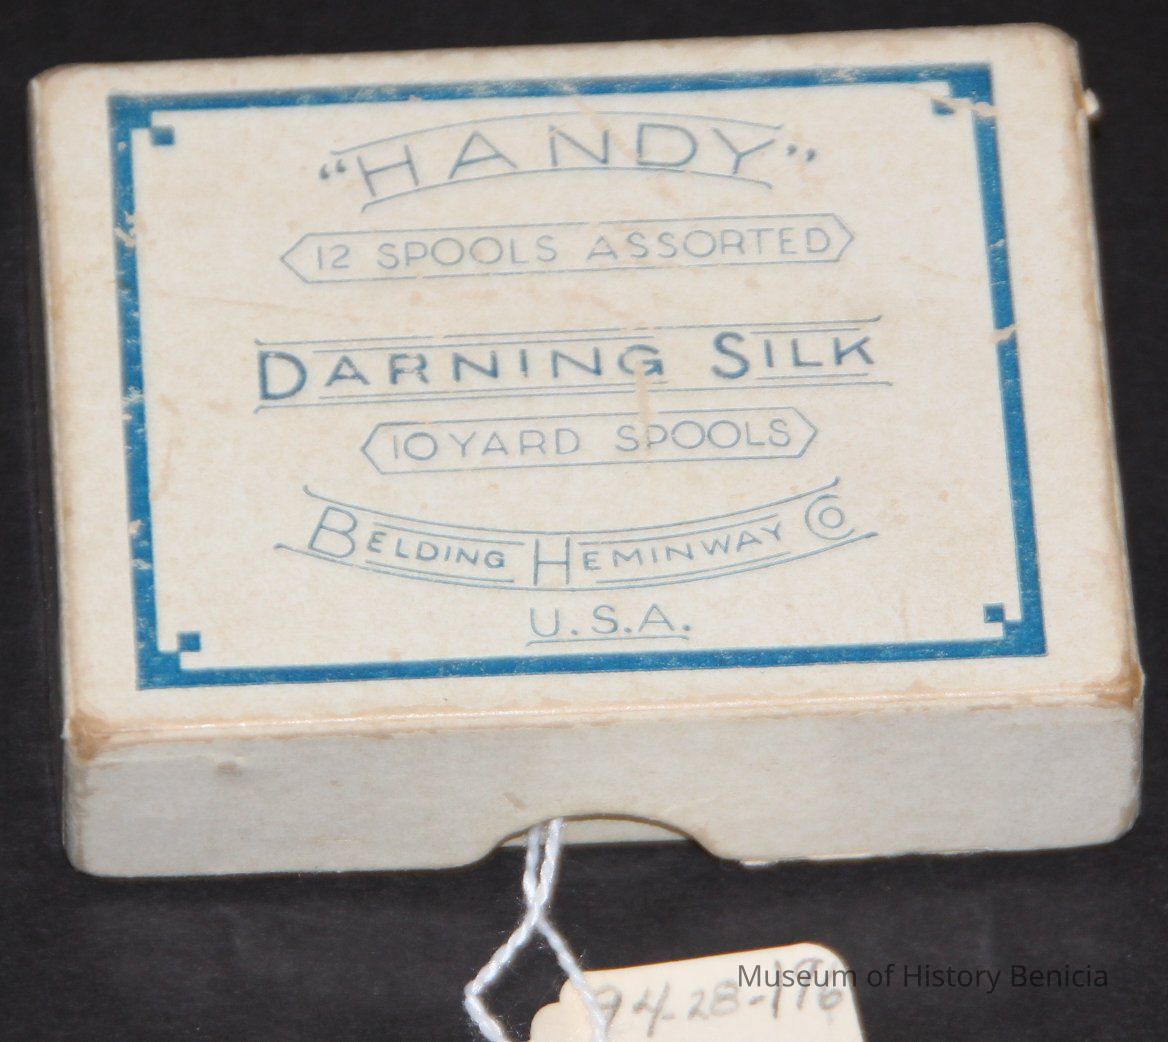 "HANDY"
12 SPOOLS ASSORTED
DARNING SILK
10 YARD SPOOLS
BELDING HEMINWAY CO
U.S.A.
Museum of History Benicia
94-28-196